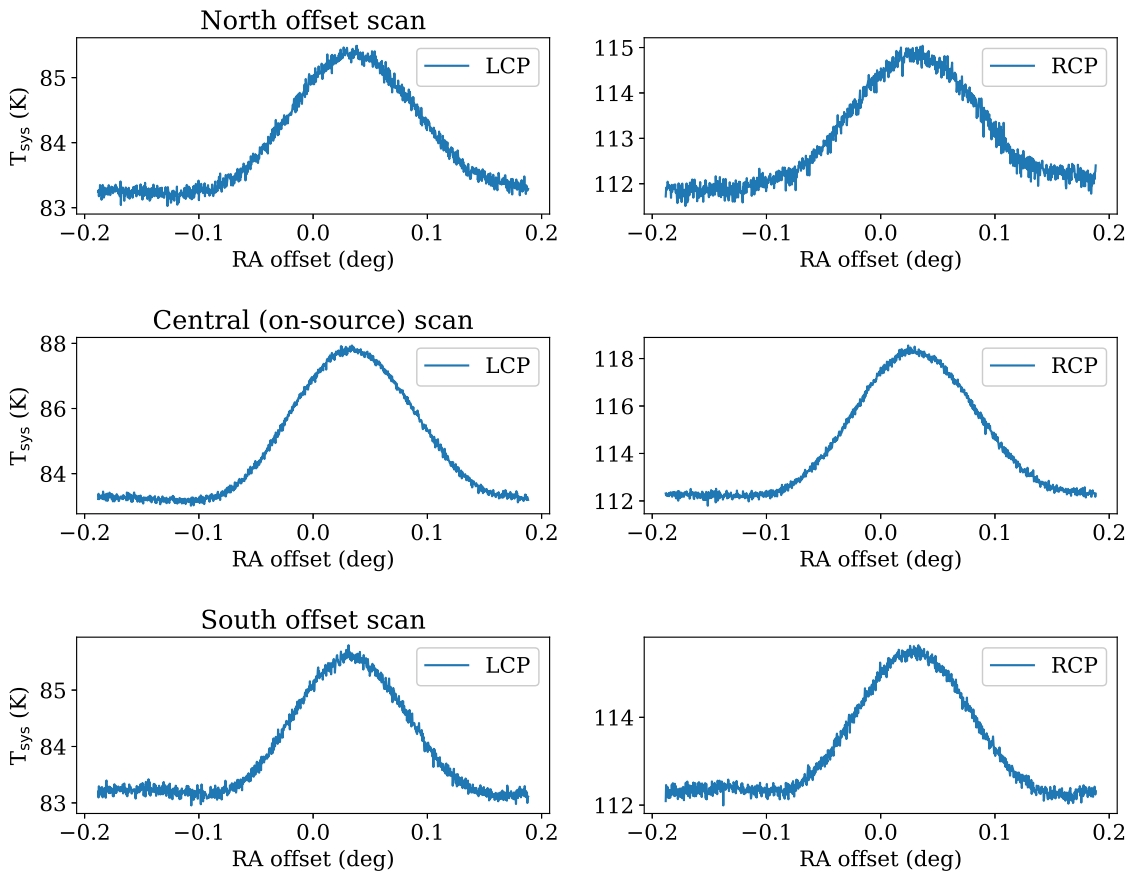 North offset scan
T_sys (K)
85
84
83
LCP
−0.2 −0.1 0.0 0.1 0.2
RA offset (deg)
115
114
113
112
RCP
−0.2 −0.1 0.0 0.1 0.2
RA offset (deg)
Central (on-source) scan
T_sys (K)
88
86
84
LCP
−0.2 −0.1 0.0 0.1 0.2
RA offset (deg)
118
116
114
112
RCP
−0.2 −0.1 0.0 0.1 0.2
RA offset (deg)
South offset scan
T_sys (K)
85
84
83
LCP
−0.2 −0.1 0.0 0.1 0.2
RA offset (deg)
114
112
RCP
−0.2 −0.1 0.0 0.1 0.2
RA offset (deg)